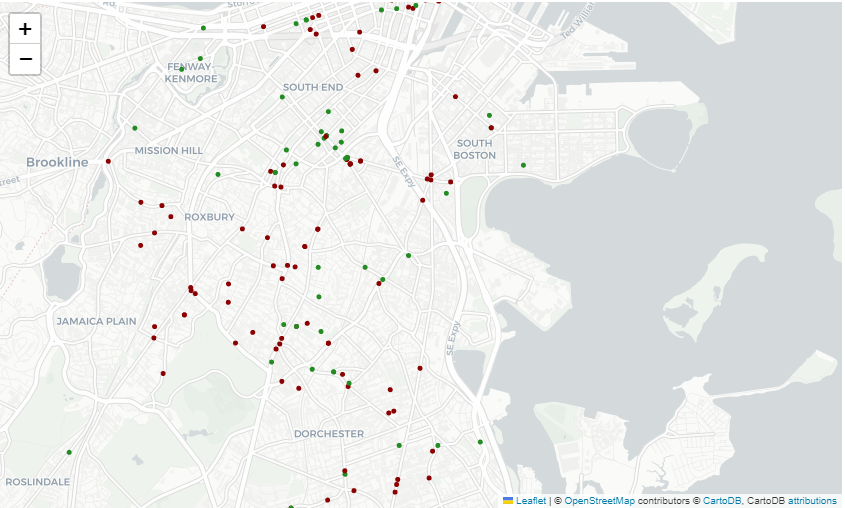 +
−
FENWAY-
KENMORE
SOUTH END
Ted Willia
MISSION HILL
Brookline
SOUTH
BOSTON
SE Expy
ROXBURY
JAMAICA PLAIN
SE Expy
DORCHESTER
ROSLINDALE
Leaflet | © OpenStreetMap contributors © CartoDB, CartoDB attributions